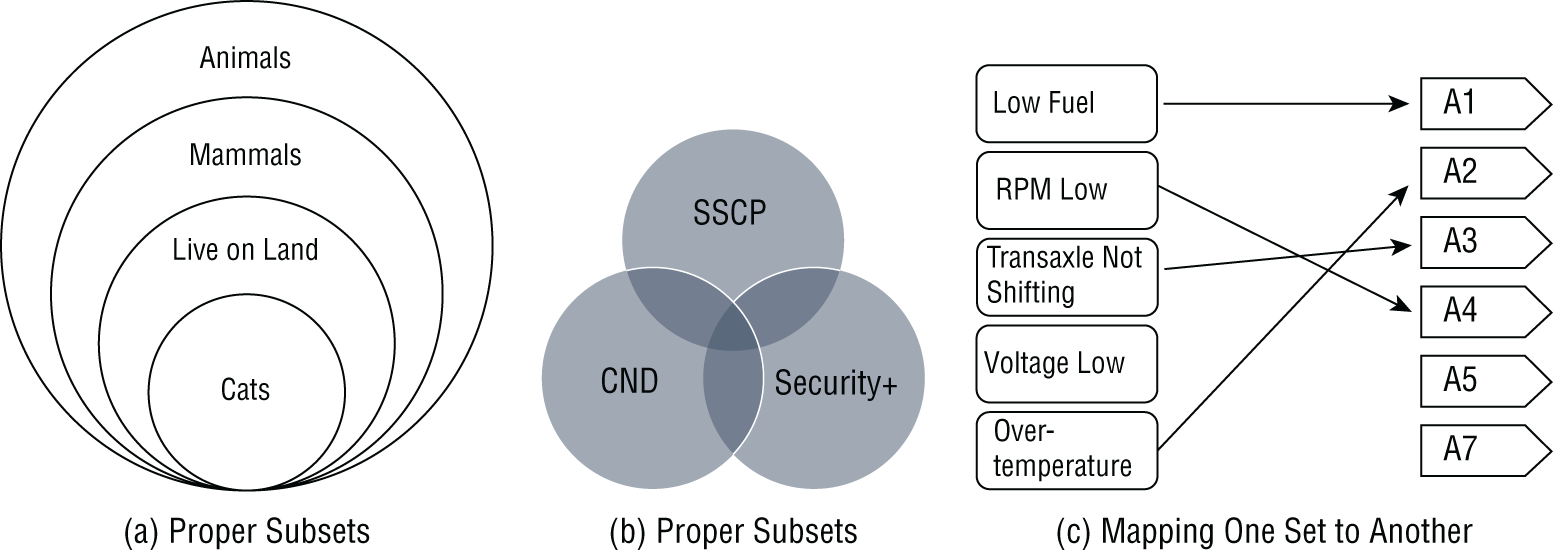 Animals
Mammals
Live on Land
Cats
(a) Proper Subsets
SSCP
CND
Security+
(b) Proper Subsets
Low Fuel
RPM Low
Transaxle Not
Shifting
Voltage Low
Over-
temperature
A1
A2
A3
A4
A5
A7
(c) Mapping One Set to Another